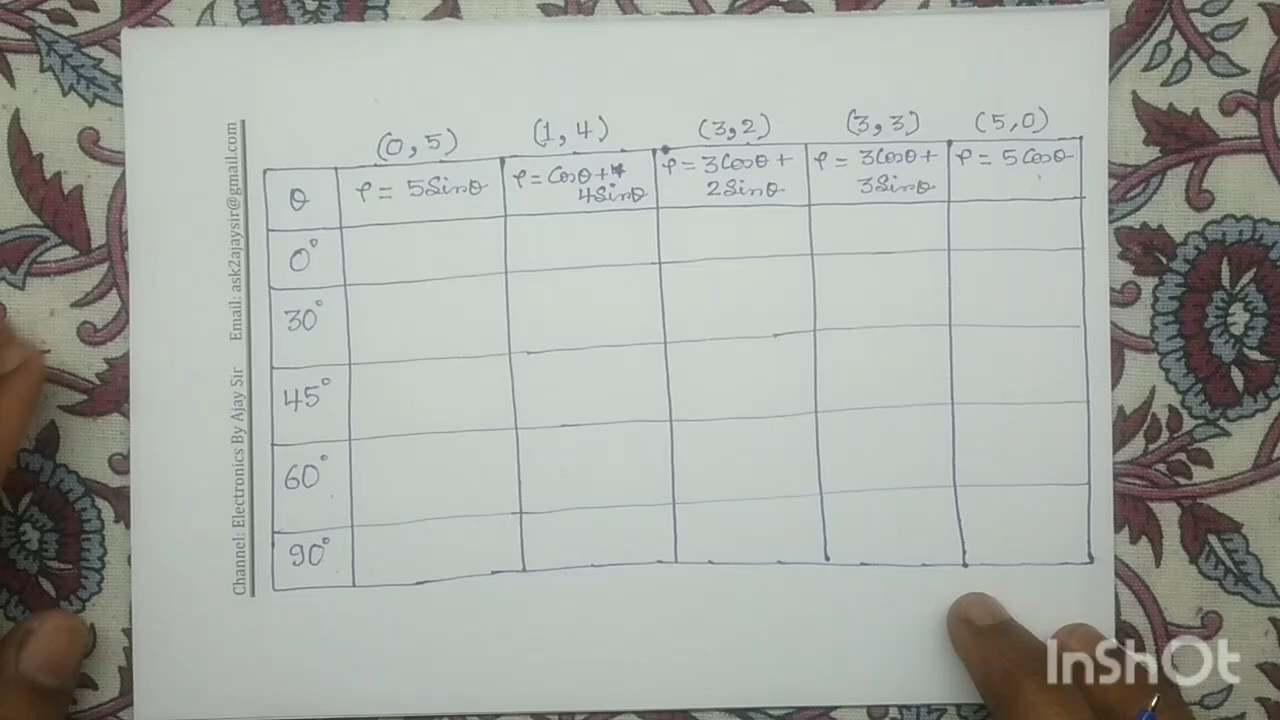 (0, 5) (1, 4) (3, 2) (3, 3) (5, 0)
θ ρ = 5Sinθ ρ = Cosθ + 4Sinθ ρ = 3Cosθ + 2Sinθ ρ = 3Cosθ + 3Sinθ ρ = 5Cosθ
0°
30°
45°
60°
90°
Channel: Electronics By Ajay Sir Email: ask2ajaysir@gmail.com
InShOt